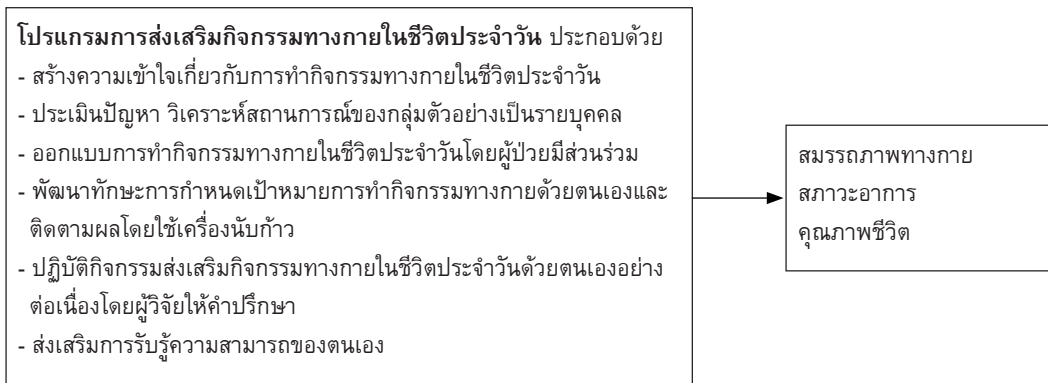 โปรแกรมการส่งเสริมกิจกรรมทางกายในชีวิตประจำวัน ประกอบด้วย
- สร้างความเข้าใจเกี่ยวกับการทำกิจกรรมทางกายในชีวิตประจำวัน
- ประเมินปัญหา วิเคราะห์สถานการณ์ของกลุ่มตัวอย่างเป็นรายบุคคล
- ออกแบบการทำกิจกรรมทางกายในชีวิตประจำวันโดยผู้ป่วยมีส่วนร่วม
- พัฒนาทักษะการกำหนดเป้าหมายการทำกิจกรรมทางกายด้วยตนเองและ
ติดตามผลโดยใช้เครื่องนับก้าว
- ปฏิบัติกิจกรรมส่งเสริมกิจกรรมทางกายในชีวิตประจำวันด้วยตนเองอย่าง
ต่อเนื่องโดยผู้วิจัยให้คำปรึกษา
- ส่งเสริมการรับรู้ความสามารถของตนเอง
สมรรถภาพทางกาย
สภาวะอาการ
คุณภาพชีวิต